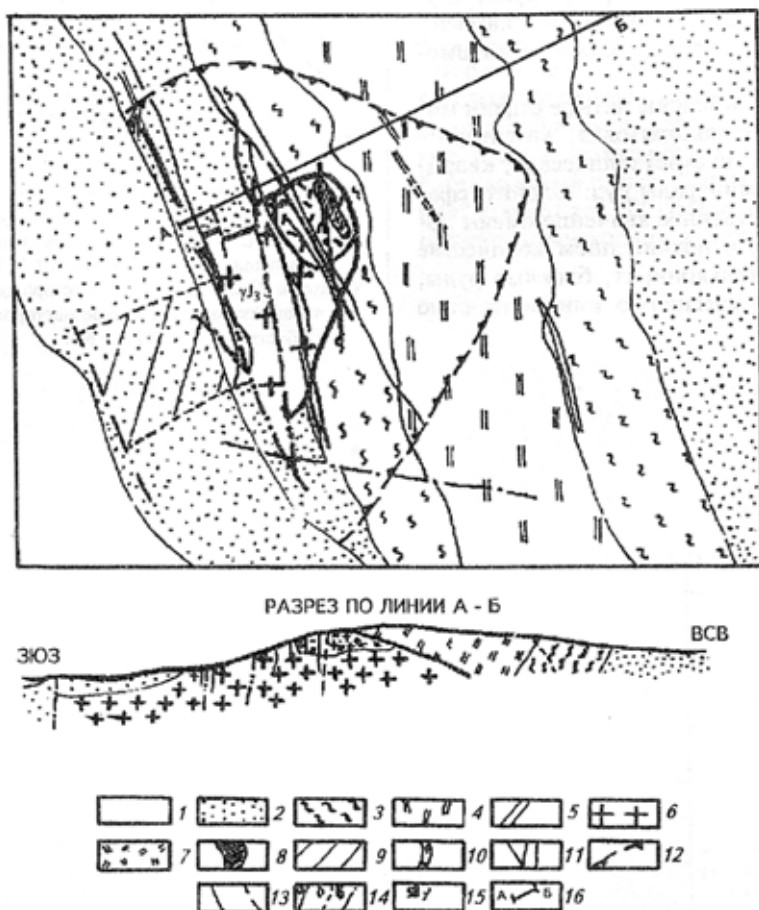 Б
А
γJ₃
РАЗРЕЗ ПО ЛИНИИ А - Б
ЗЮЗ ВСВ
1 2 3 4 5 6
7 8 9 10 11 12
13 14 15 А Б 16